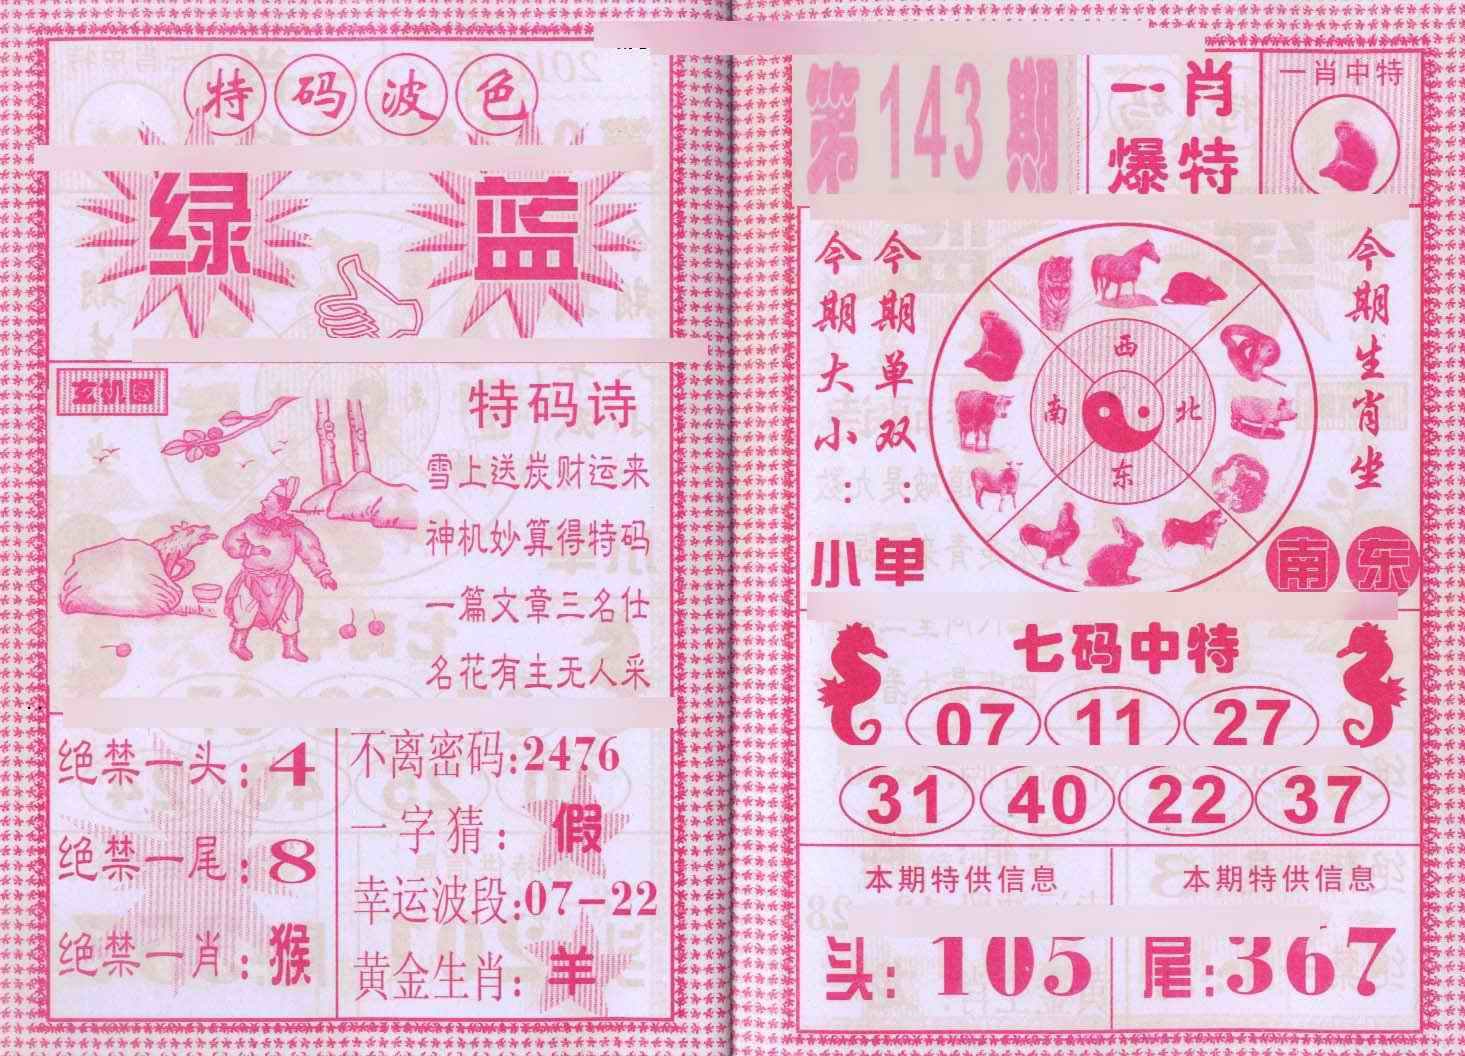 特码波色
绿 蓝
玄机图
特码诗
雪上送炭财运来
神机妙算得特码
一篇文章三名仕
名花有主无人采
绝禁一头:4
绝禁一尾:8
绝禁一肖:猴
不离密码:2476
一字猜:假
幸运波段:07-22
黄金生肖:羊
第143期
一肖
爆特
一肖中特
今期大小:小
今期单双:单
西
南 北
东
今期生肖坐
南东
七码中特
07 11 27
31 40 22 37
本期特供信息
头:105
本期特供信息
尾:367